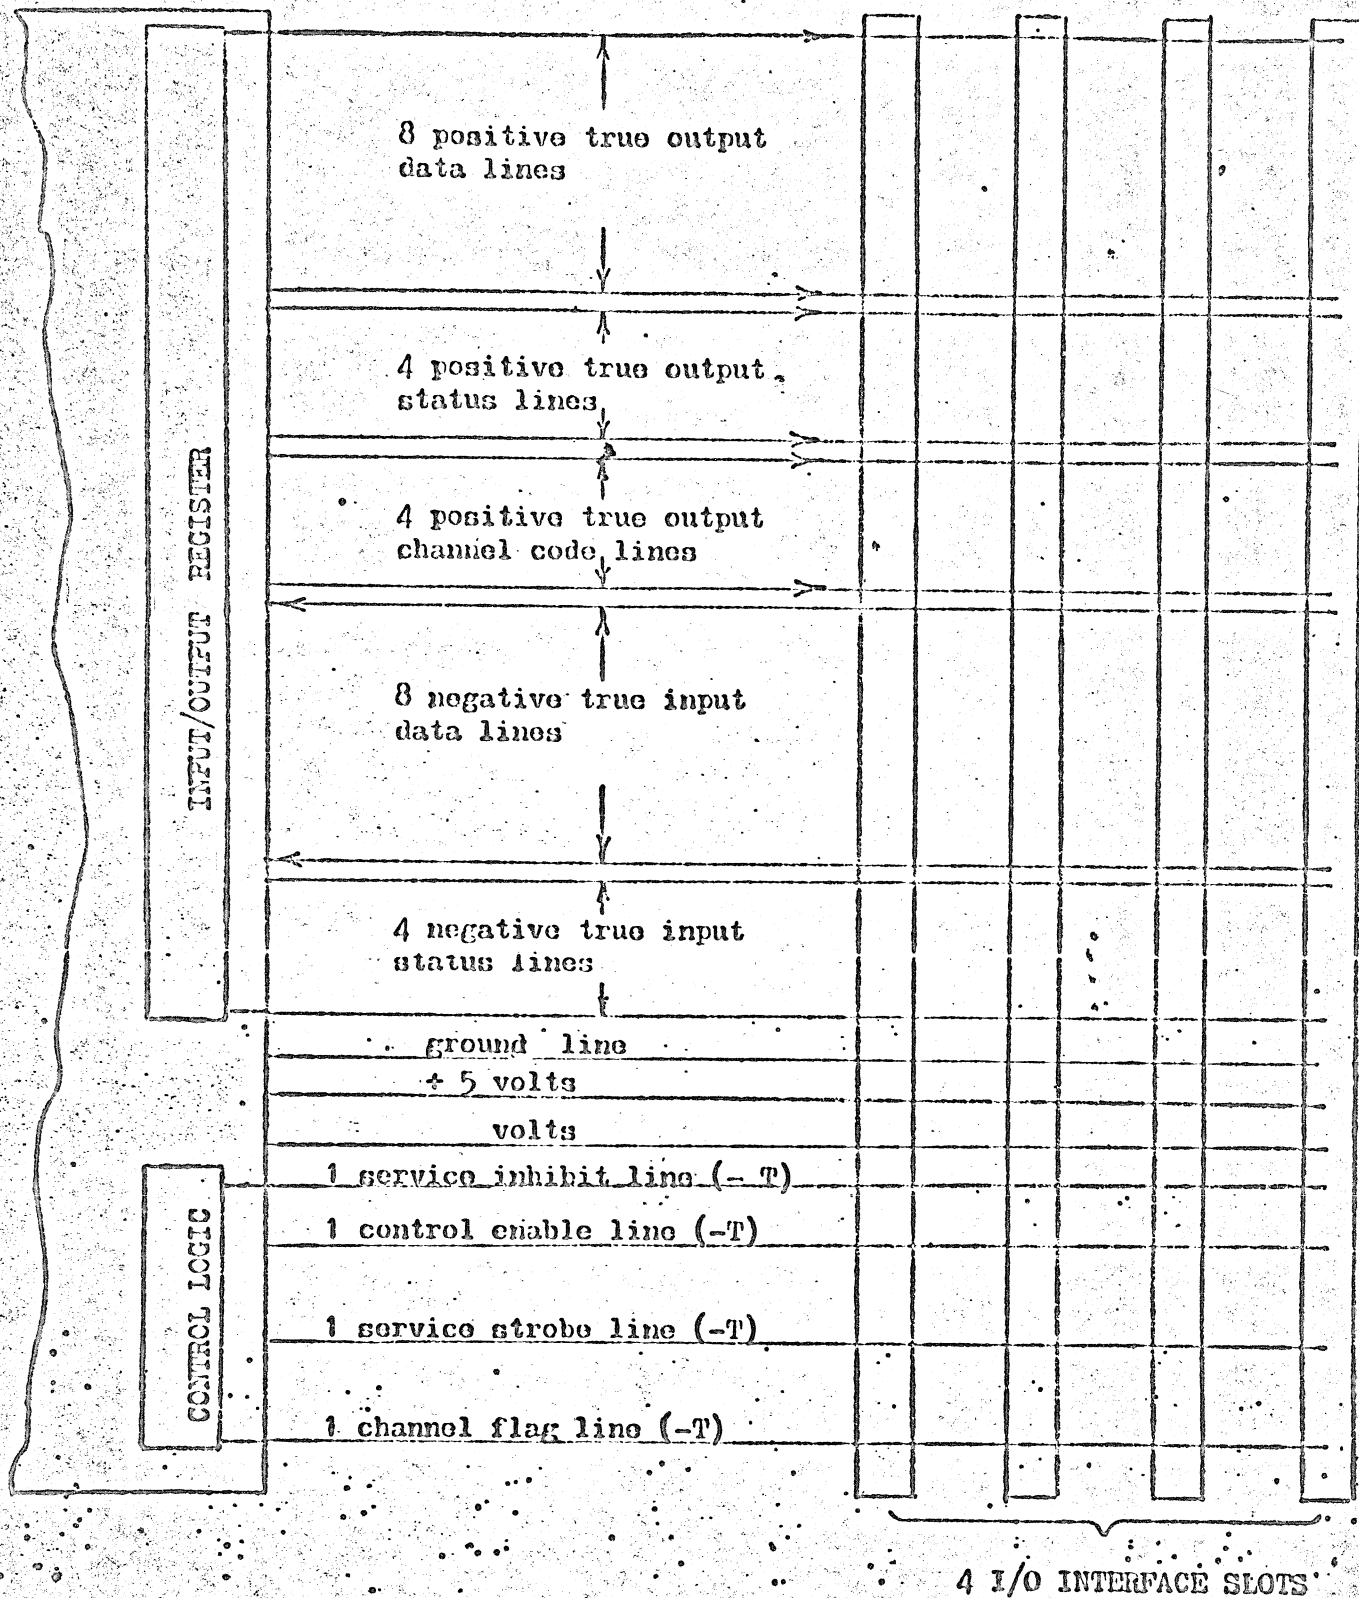 8 positive true output
data lines
4 positive true output
status lines
4 positive true output
channel code lines
INPUT/OUTPUT REGISTER
8 negative true input
data lines
4 negative true input
status lines
ground line
+ 5 volts
volts
1 service inhibit line (- T)
1 control enable line (-T)
CONTROL LOGIC
1 service strobe line (-T)
1 channel flag line (-T)
4 I/O INTERFACE SLOTS